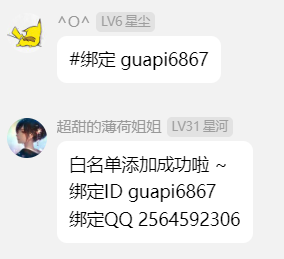 ^O^ LV6 星尘
#绑定 guapi6867
超甜的薄荷姐姐 LV31 星河
白名单添加成功啦 ~
绑定ID guapi6867
绑定QQ 2564592306